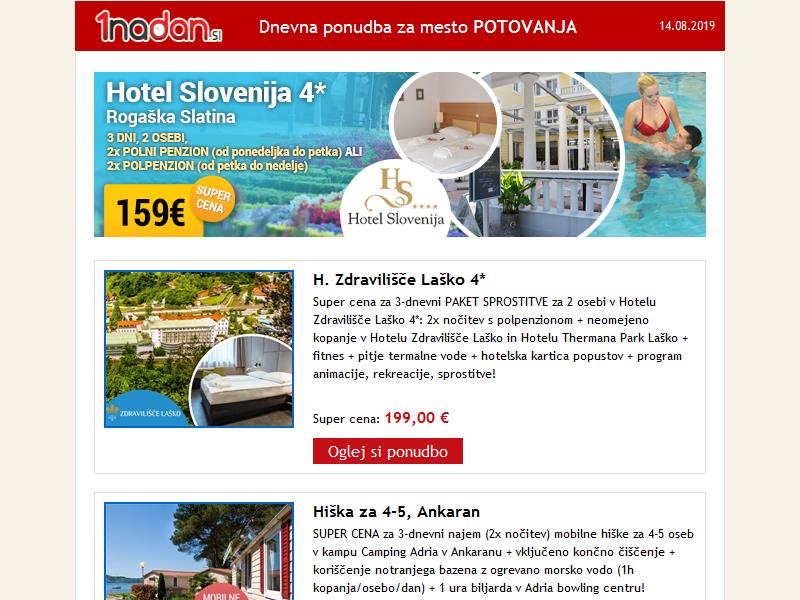 1nadan.SI
Dnevna ponudba za mesto POTOVANJA
14.08.2019
Hotel Slovenija 4*
Rogaška Slatina
3 DNI, 2 OSEBI,
2x POLNI PENZION (od ponedeljka do petka) ALI
2x POLPENZION (od petka do nedelje)
159€
SUPER
CENA
HS
Hotel Slovenija
H. Zdravilišče Laško 4*
Super cena za 3-dnevni PAKET SPROSTITVE za 2 osebi v Hotelu
Zdravilišče Laško 4*: 2x nočitev s polpenzionom + neomejeno
kopanje v Hotelu Zdravilišče Laško in Hotelu Thermana Park Laško +
fitnes + pitje termalne vode + hotelska kartica popustov + program
animacije, rekreacije, sprostitve!
ZDRAVILIŠČE LAŠKO
Super cena: 199,00 €
Oglej si ponudbo
Hiška za 4-5, Ankaran
SUPER CENA za 3-dnevni najem (2x nočitev) mobilne hiške za 4-5 oseb
v kampu Camping Adria v Ankaranu + vključeno končno čiščenje +
koriščenje notranjega bazena z ogrevano morsko vodo (1h
kopanja/osebo/dan) + 1 ura biljarda v Adria bowling centru!
MOBILNE